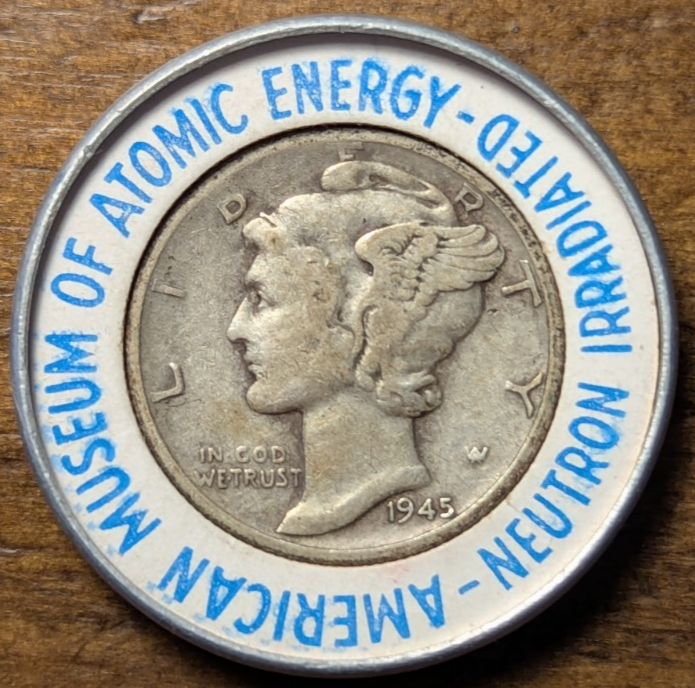 AMERICAN MUSEUM OF ATOMIC ENERGY - NEUTRON IRRADIATED -
LIBERTY
IN GOD
WE TRUST
1945
W